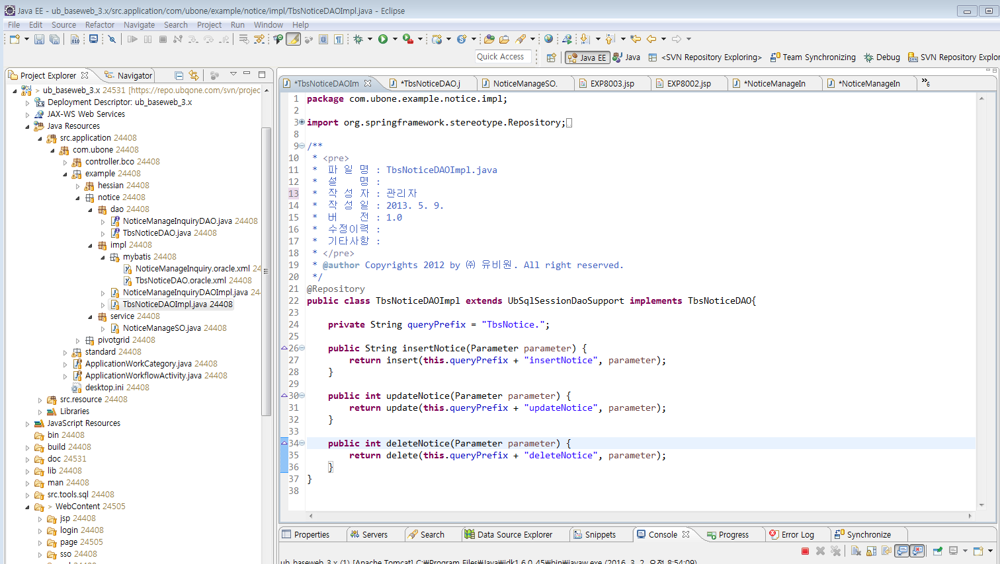 Java EE - ub_baseweb_3.x/src.application/com/ubone/example/notice/impl/TbsNoticeDAOImpl.java - Eclipse
File Edit Source Refactor Navigate Search Project Run Window Help
Quick Access
Java EE Java <SVN Repository Exploring> Team Synchronizing Debug SVN Repository Explor
Project Explorer Navigator
> ub_baseweb_3.x 24531 [https://repo.ubqone.com/svn/projec
Deployment Descriptor: ub_baseweb_3.x
JAX-WS Web Services
Java Resources
src.application 24408
com.ubone 24408
controller.bco 24408
example 24408
hessian 24408
notice 24408
dao 24408
NoticeManageInquiryDAO.java 24408
TbsNoticeDAO.java 24408
impl 24408
mybatis 24408
NoticeManageInquiry.oracle.xml 24
TbsNoticeDAO.oracle.xml 24408
NoticeManageInquiryDAOImpl.java 24
TbsNoticeDAOImpl.java 24408
service 24408
NoticeManageSO.java 24408
pivotgrid 24408
standard 24408
ApplicationWorkCategory.java 24408
ApplicationWorkflowActivity.java 24408
desktop.ini 24408
src.resource 24408
Libraries
JavaScript Resources
bin 24408
build 24408
doc 24531
lib 24408
man 24408
src.tools.sql 24408
> WebContent 24505
jsp 24408
login 24408
page 24505
sso 24408
*TbsNoticeDAOIm *TbsNoticeDAO.j NoticeManageSO. EXP8003.jsp EXP8002.jsp *NoticeManageIn *NoticeManageIn »6
1 package com.ubone.example.notice.impl;
2
3 import org.springframework.stereotype.Repository;
8
9 /**
10 * <pre>
11 * 파 일 명 : TbsNoticeDAOImpl.java
12 * 설 명 :
13 * 작 성 자 : 관리자
14 * 작 성 일 : 2013. 5. 9.
15 * 버 전 : 1.0
16 * 수정이력 :
17 * 기타사항 :
18 * </pre>
19 * @author Copyrights 2012 by ㈜ 유비원. All right reserved.
20 */
21 @Repository
22 public class TbsNoticeDAOImpl extends UbSqlSessionDaoSupport implements TbsNoticeDAO{
23
24 private String queryPrefix = "TbsNotice.";
25
26 public String insertNotice(Parameter parameter) {
27 return insert(this.queryPrefix + "insertNotice", parameter);
28 }
29
30 public int updateNotice(Parameter parameter) {
31 return update(this.queryPrefix + "updateNotice", parameter);
32 }
33
34 public int deleteNotice(Parameter parameter) {
35 return delete(this.queryPrefix + "deleteNotice", parameter);
36 }
37 }
38
Properties Servers Search Data Source Explorer Snippets Console Progress Error Log Synchronize
ub_baseweb_3.x (1) [Apache Tomcat] C:₩Program Files₩Java₩jdk1.6.0_45₩bin₩javaw.exe (2016. 3. 2. 오전 8:54:09)